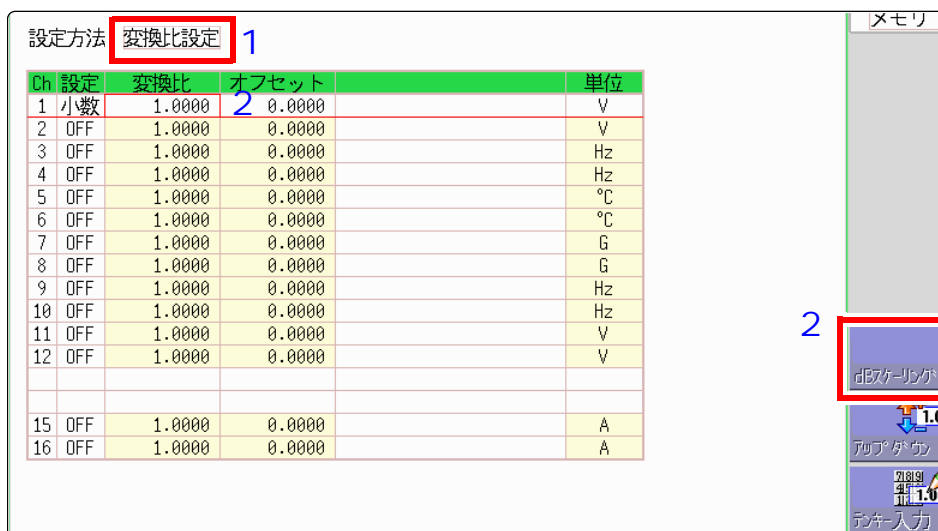 設定方法 変換比設定 1
メモリ
Ch 設定 変換比 オフセット 単位
1 小数 1.0000 2 0.0000 V
2 OFF 1.0000 0.0000 V
3 OFF 1.0000 0.0000 Hz
4 OFF 1.0000 0.0000 Hz
5 OFF 1.0000 0.0000 °C
6 OFF 1.0000 0.0000 °C
7 OFF 1.0000 0.0000 G
8 OFF 1.0000 0.0000 G
9 OFF 1.0000 0.0000 Hz
10 OFF 1.0000 0.0000 Hz
11 OFF 1.0000 0.0000 V
12 OFF 1.0000 0.0000 V
15 OFF 1.0000 0.0000 A
16 OFF 1.0000 0.0000 A
2
dBスケーリング
1.0
アップダウン
1.0
テンキー入力